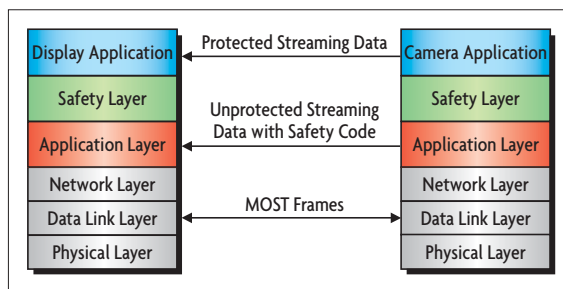 Display Application
Protected Streaming Data
Camera Application
Safety Layer
Unprotected Streaming
Data with Safety Code
Safety Layer
Application Layer
Application Layer
Network Layer
MOST Frames
Network Layer
Data Link Layer
Data Link Layer
Physical Layer
Physical Layer